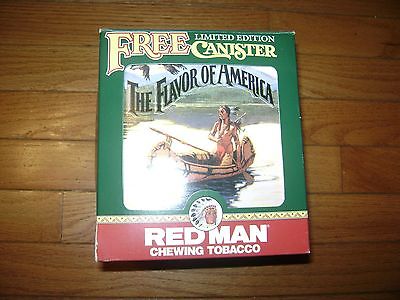 FREE LIMITED EDITION
CANISTER
THE FLAVOR OF AMERICA
RED MAN
CHEWING TOBACCO